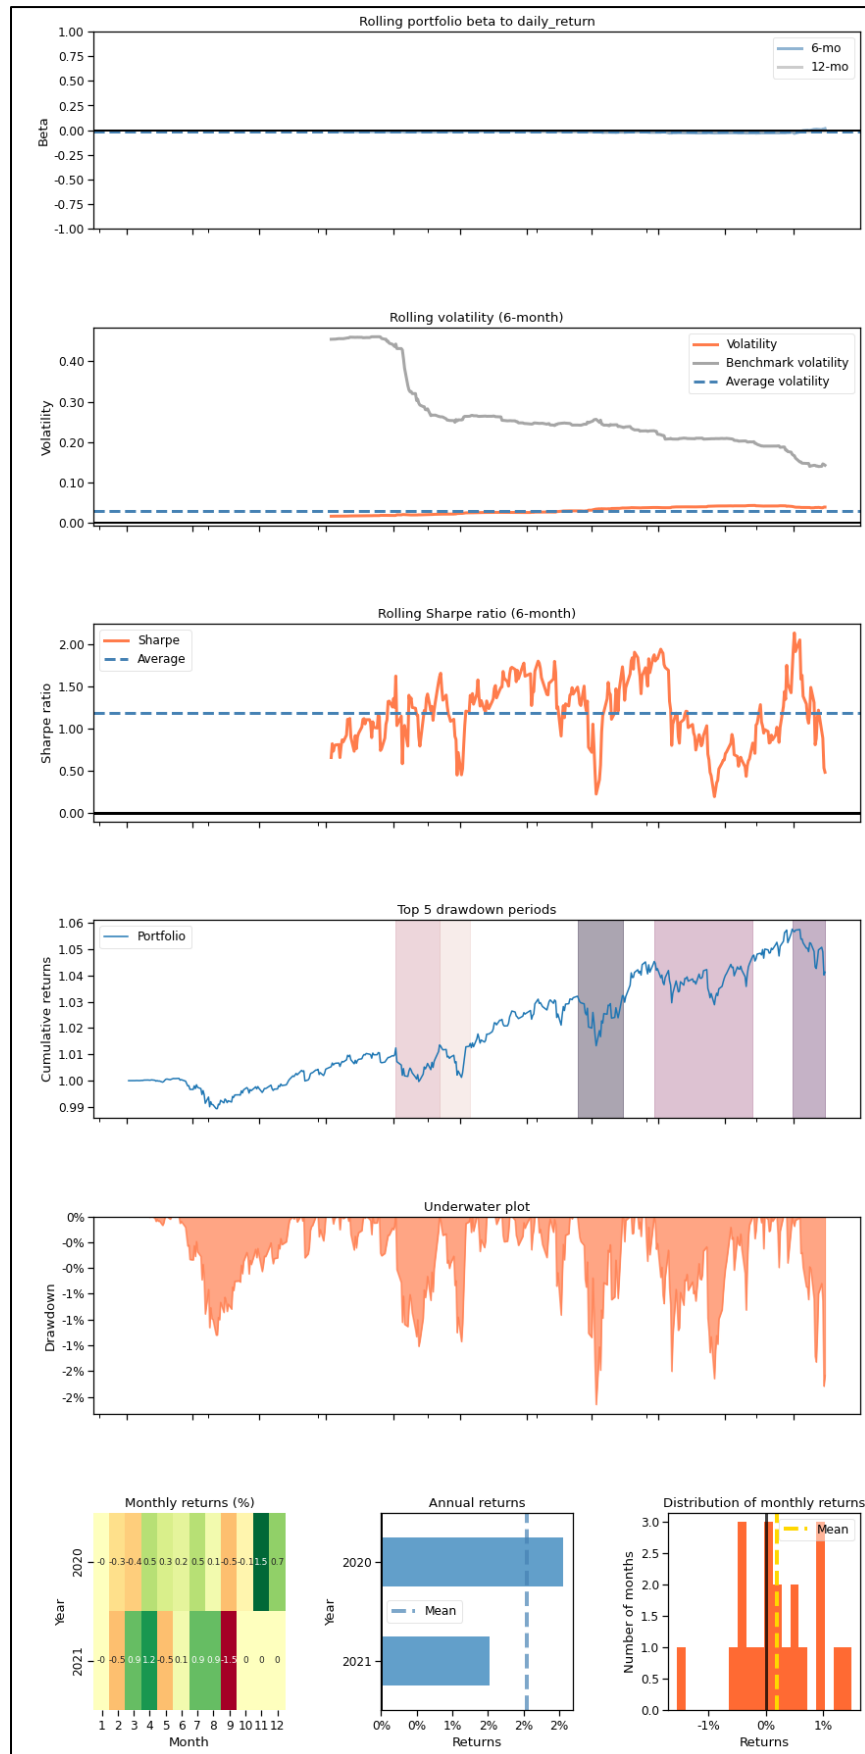 Rolling portfolio beta to daily_return
1.00
0.75
0.50
0.25
0.00
-0.25
-0.50
-0.75
-1.00
Beta
6-mo
12-mo
Rolling volatility (6-month)
0.40
0.30
0.20
0.10
0.00
Volatility
Volatility
Benchmark volatility
Average volatility
Rolling Sharpe ratio (6-month)
2.00
1.50
1.00
0.50
0.00
Sharpe ratio
Sharpe
Average
Top 5 drawdown periods
1.06
1.05
1.04
1.03
1.02
1.01
1.00
0.99
Cumulative returns
Portfolio
Underwater plot
0%
-0%
-0%
-1%
-1%
-1%
-2%
-2%
Drawdown
Monthly returns (%)
Year
2020
-0 -0.3 -0.4 0.5 0.3 0.2 0.5 0.1 -0.5 -0.1 1.5 0.7
2021
-0 -0.5 0.9 1.2 -0.5 0.1 0.9 0.9 -1.5 0 0 0
1 2 3 4 5 6 7 8 9 10 11 12
Month
Annual returns
Year
2020
2021
Mean
0% 0% 1% 2% 2% 2%
Returns
Distribution of monthly returns
Number of months
3.0
2.5
2.0
1.5
1.0
0.5
0.0
Mean
-1% 0% 1%
Returns